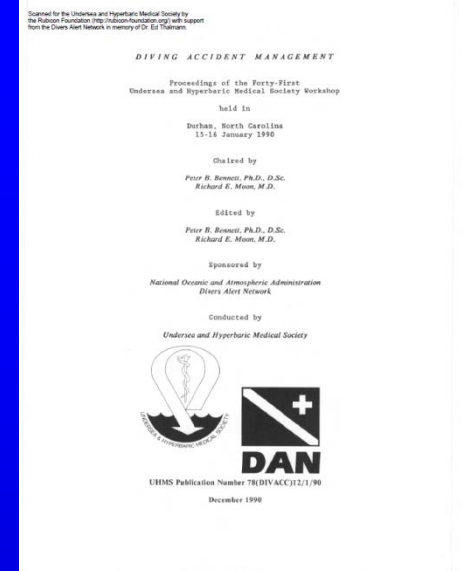 Scanned for the Undersea and Hyperbaric Medical Society by
the Rubicon Foundation (http://rubicon-foundation.org/) with support
from the Divers Alert Network in memory of Dr. Ed Thalmann.
DIVING ACCIDENT MANAGEMENT
Proceedings of the Forty-First
Undersea and Hyperbaric Medical Society Workshop
held in
Durham, North Carolina
15-16 January 1990
Chaired by
Peter B. Bennett, Ph.D., D.Sc.
Richard E. Moon, M.D.
Edited by
Peter B. Bennett, Ph.D., D.Sc.
Richard E. Moon, M.D.
Sponsored by
National Oceanic and Atmospheric Administration
Divers Alert Network
Conducted by
Undersea and Hyperbaric Medical Society
UNDERSEA & HYPERBARIC MEDICAL SOCIETY
DAN
UHMS Publication Number 78(DIVACC)12/1/90
December 1990